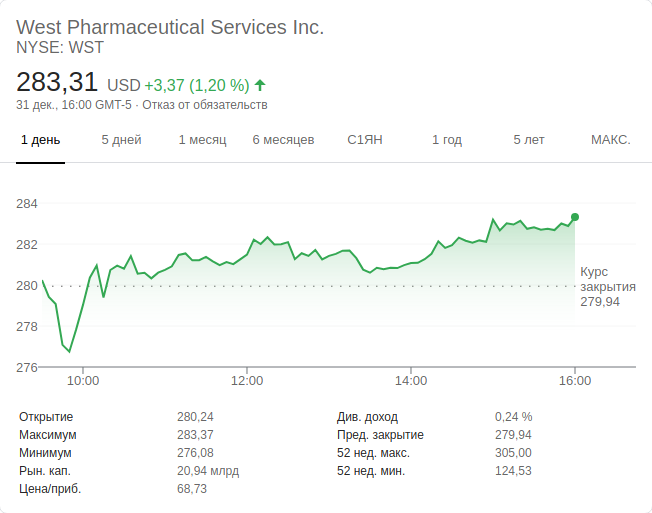 West Pharmaceutical Services Inc.
NYSE: WST
283,31 USD +3,37 (1,20 %)
31 дек., 16:00 GMT-5 · Отказ от обязательств
1 день 5 дней 1 месяц 6 месяцев С1ЯН 1 год 5 лет МАКС.
284
282
280
278
276
Курс
закрытия
279,94
10:00 12:00 14:00 16:00
Открытие 280,24 Див. доход 0,24 %
Максимум 283,37 Пред. закрытие 279,94
Минимум 276,08 52 нед. макс. 305,00
Рын. кап. 20,94 млрд 52 нед. мин. 124,53
Цена/приб. 68,73